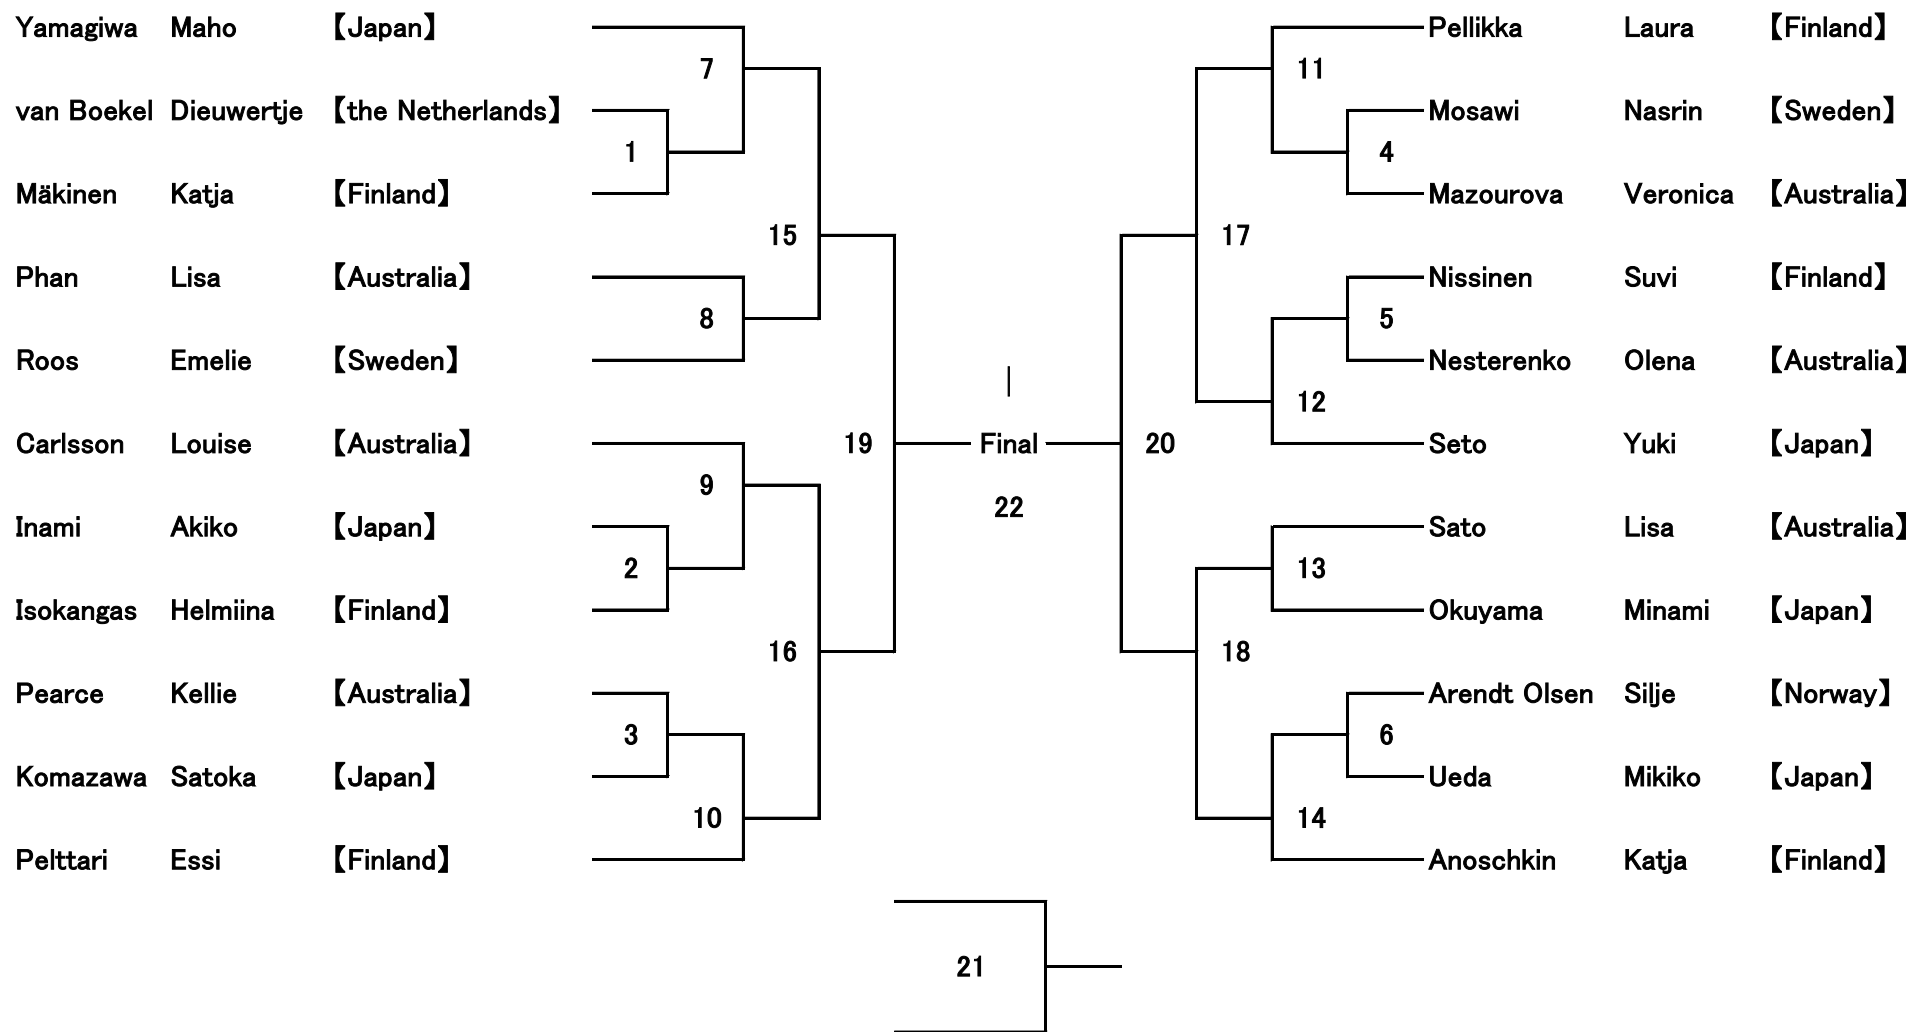 Yamagiwa Maho 【Japan】 Pellikka Laura 【Finland】
7 11
van Boekel Dieuwertje 【the Netherlands】 Mosawi Nasrin 【Sweden】
1 4
Mäkinen Katja 【Finland】 Mazourova Veronica 【Australia】
15 17
Phan Lisa 【Australia】 Nissinen Suvi 【Finland】
8 5
Roos Emelie 【Sweden】 Nesterenko Olena 【Australia】
12
Carlsson Louise 【Australia】 19 Final 20 Seto Yuki 【Japan】
9
22
Inami Akiko 【Japan】 Sato Lisa 【Australia】
2 13
Isokangas Helmiina 【Finland】 Okuyama Minami 【Japan】
16 18
Pearce Kellie 【Australia】 Arendt Olsen Silje 【Norway】
3 6
Komazawa Satoka 【Japan】 Ueda Mikiko 【Japan】
10 14
Pelttari Essi 【Finland】 Anoschkin Katja 【Finland】
21